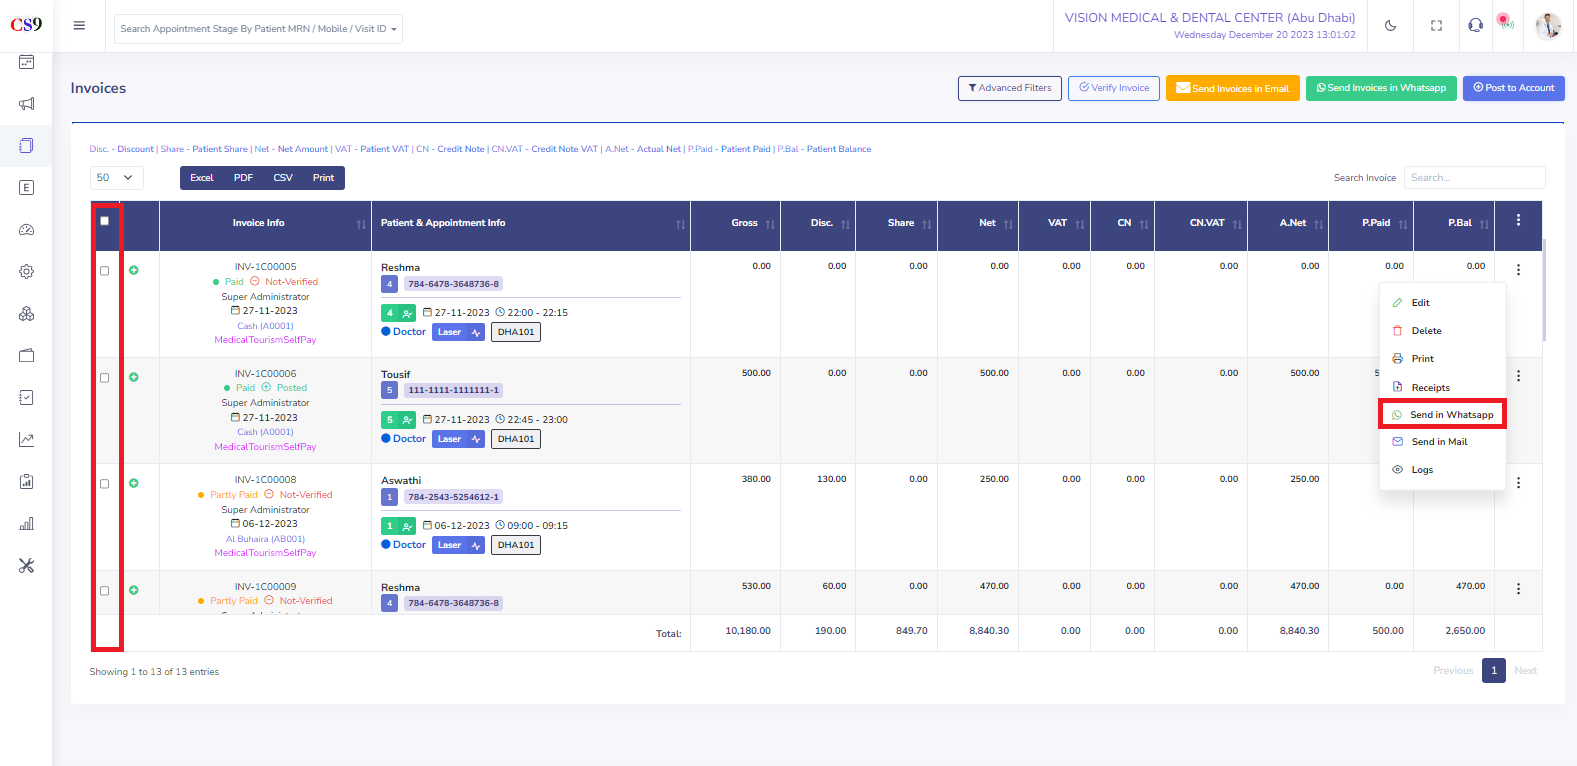 CS9
Search Appointment Stage By Patient MRN / Mobile / Visit ID
VISION MEDICAL & DENTAL CENTER (Abu Dhabi)
Wednesday December 20 2023 13:01:02
Invoices
Advanced Filters
Verify Invoice
Send Invoices in Email
Send Invoices in Whatsapp
Post to Account
Disc. - Discount | Share - Patient Share | Net - Net Amount | VAT - Patient VAT | CN - Credit Note | CN.VAT - Credit Note VAT | A.Net - Actual Net | P.Paid - Patient Paid | P.Bal - Patient Balance
50
Excel PDF CSV Print
Search Invoice Search...
Invoice Info Patient & Appointment Info Gross Disc. Share Net VAT CN CN.VAT A.Net P.Paid P.Bal
INV-1C00005
Paid Not-Verified
Super Administrator
27-11-2023
Cash (A0001)
MedicalTourismSelfPay
Reshma
4 784-6478-3648736-8
4 27-11-2023 22:00 - 22:15
Doctor Laser DHA101
0.00 0.00 0.00 0.00 0.00 0.00 0.00 0.00 0.00 0.00
Edit
Delete
Print
Receipts
Send in Whatsapp
Send in Mail
Logs
INV-1C00006
Paid Posted
Super Administrator
27-11-2023
Cash (A0001)
MedicalTourismSelfPay
Tousif
5 111-1111-1111111-1
5 27-11-2023 22:45 - 23:00
Doctor Laser DHA101
500.00 0.00 0.00 500.00 0.00 0.00 0.00 500.00
INV-1C00008
Partly Paid Not-Verified
Super Administrator
06-12-2023
Al Buhaira (AB001)
MedicalTourismSelfPay
Aswathi
1 784-2543-5254612-1
1 06-12-2023 09:00 - 09:15
Doctor Laser DHA101
380.00 130.00 0.00 250.00 0.00 0.00 0.00 250.00
INV-1C00009
Partly Paid Not-Verified
Reshma
4 784-6478-3648736-8
530.00 60.00 0.00 470.00 0.00 0.00 0.00 470.00 0.00 470.00
Total: 10,180.00 190.00 849.70 8,840.30 0.00 0.00 0.00 8,840.30 500.00 2,650.00
Showing 1 to 13 of 13 entries
Previous 1 Next